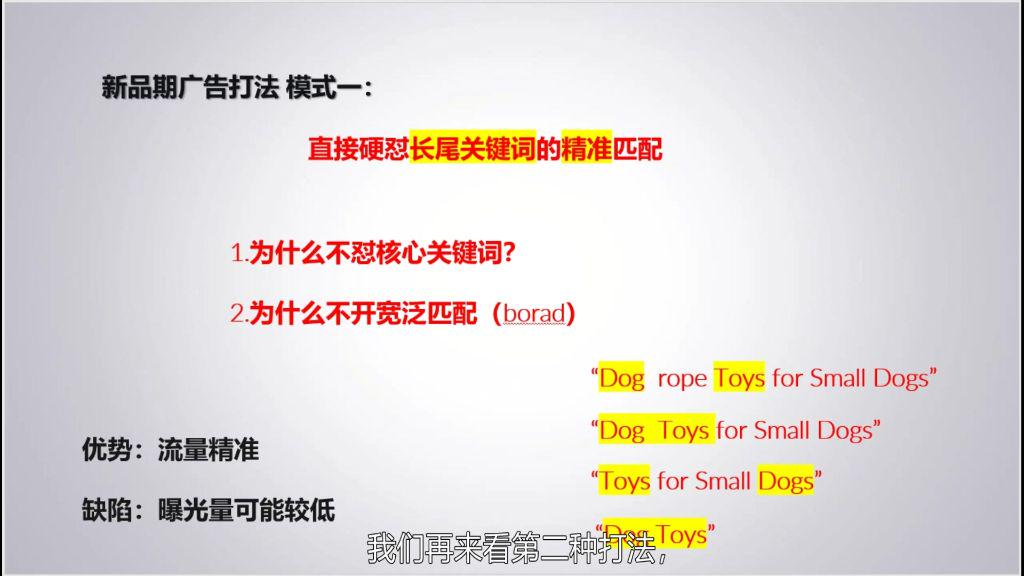 新品期广告打法 模式一：
直接硬怼长尾关键词的精准匹配
1.为什么不怼核心关键词？
2.为什么不开宽泛匹配（borad）
“Dog rope Toys for Small Dogs”
“Dog Toys for Small Dogs”
优势：流量精准
“Toys for Small Dogs”
缺陷：曝光量可能较低
“Dog Toys”
我们再来看第二种打法，